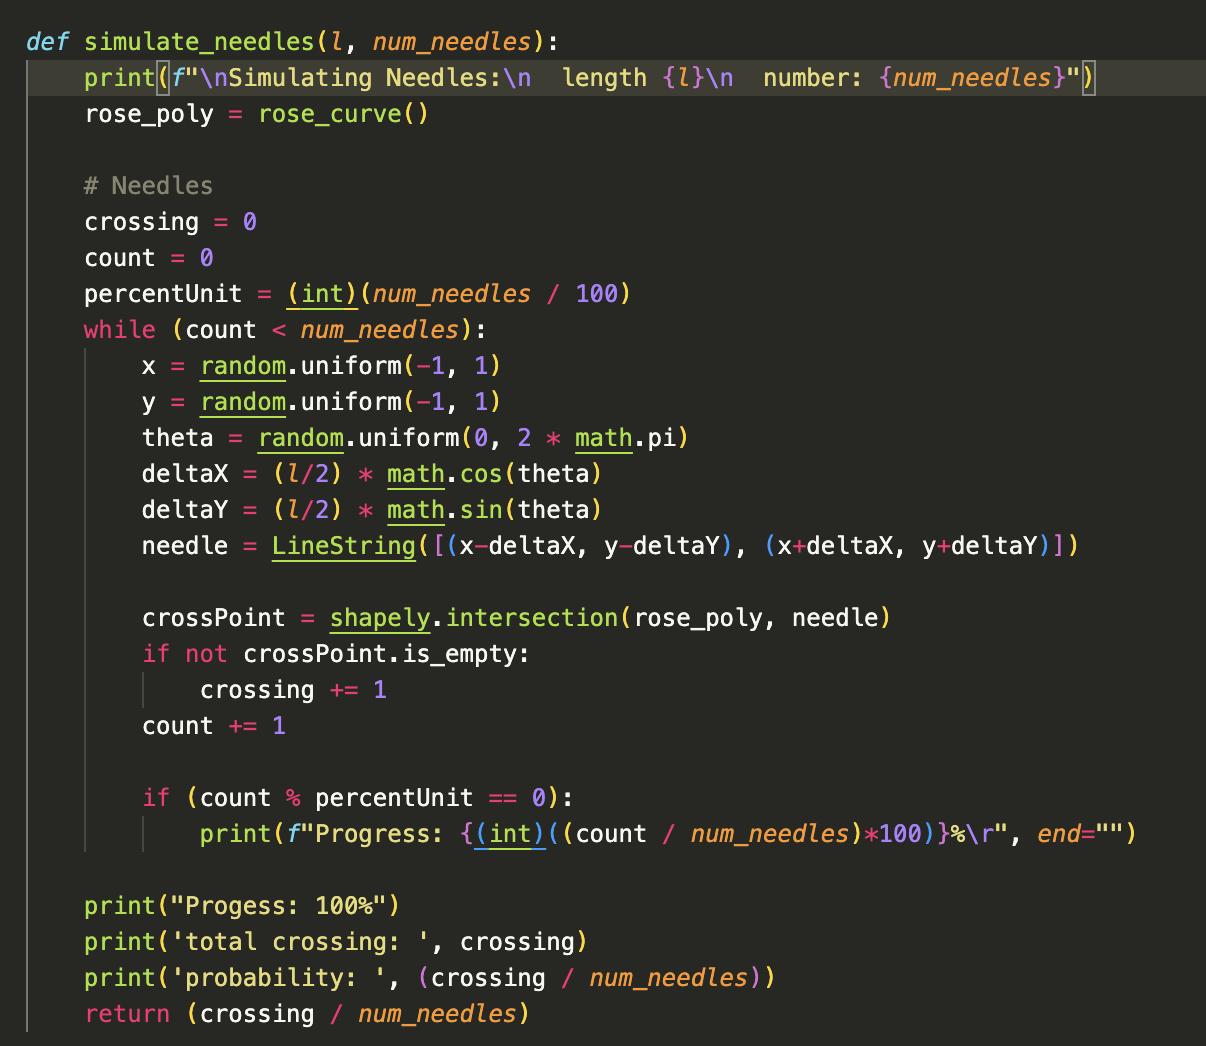 def simulate_needles(l, num_needles):
    print(f"\nSimulating Needles:\n  length {l}\n  number: {num_needles}")
    rose_poly = rose_curve()

    # Needles
    crossing = 0
    count = 0
    percentUnit = (int)(num_needles / 100)
    while (count < num_needles):
        x = random.uniform(-1, 1)
        y = random.uniform(-1, 1)
        theta = random.uniform(0, 2 * math.pi)
        deltaX = (l/2) * math.cos(theta)
        deltaY = (l/2) * math.sin(theta)
        needle = LineString([(x-deltaX, y-deltaY), (x+deltaX, y+deltaY)])

        crossPoint = shapely.intersection(rose_poly, needle)
        if not crossPoint.is_empty:
            crossing += 1
        count += 1

        if (count % percentUnit == 0):
            print(f"Progress: {(int)((count / num_needles)*100)}%\r", end="")

    print("Progess: 100%")
    print('total crossing: ', crossing)
    print('probability: ', (crossing / num_needles))
    return (crossing / num_needles)